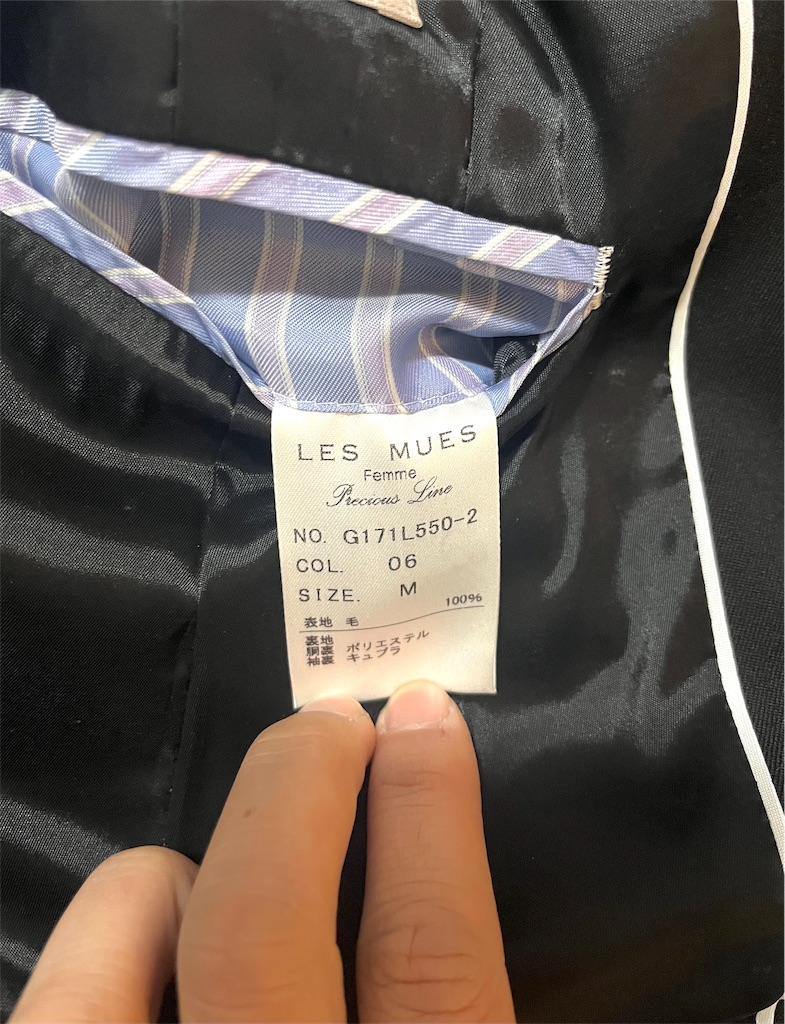 LES MUES
Femme
Precious Line
NO. G171L550-2
COL. 06
SIZE. M
表地 毛 100%
裏地
胴裏 ポリエステル
袖裏 キュプラ